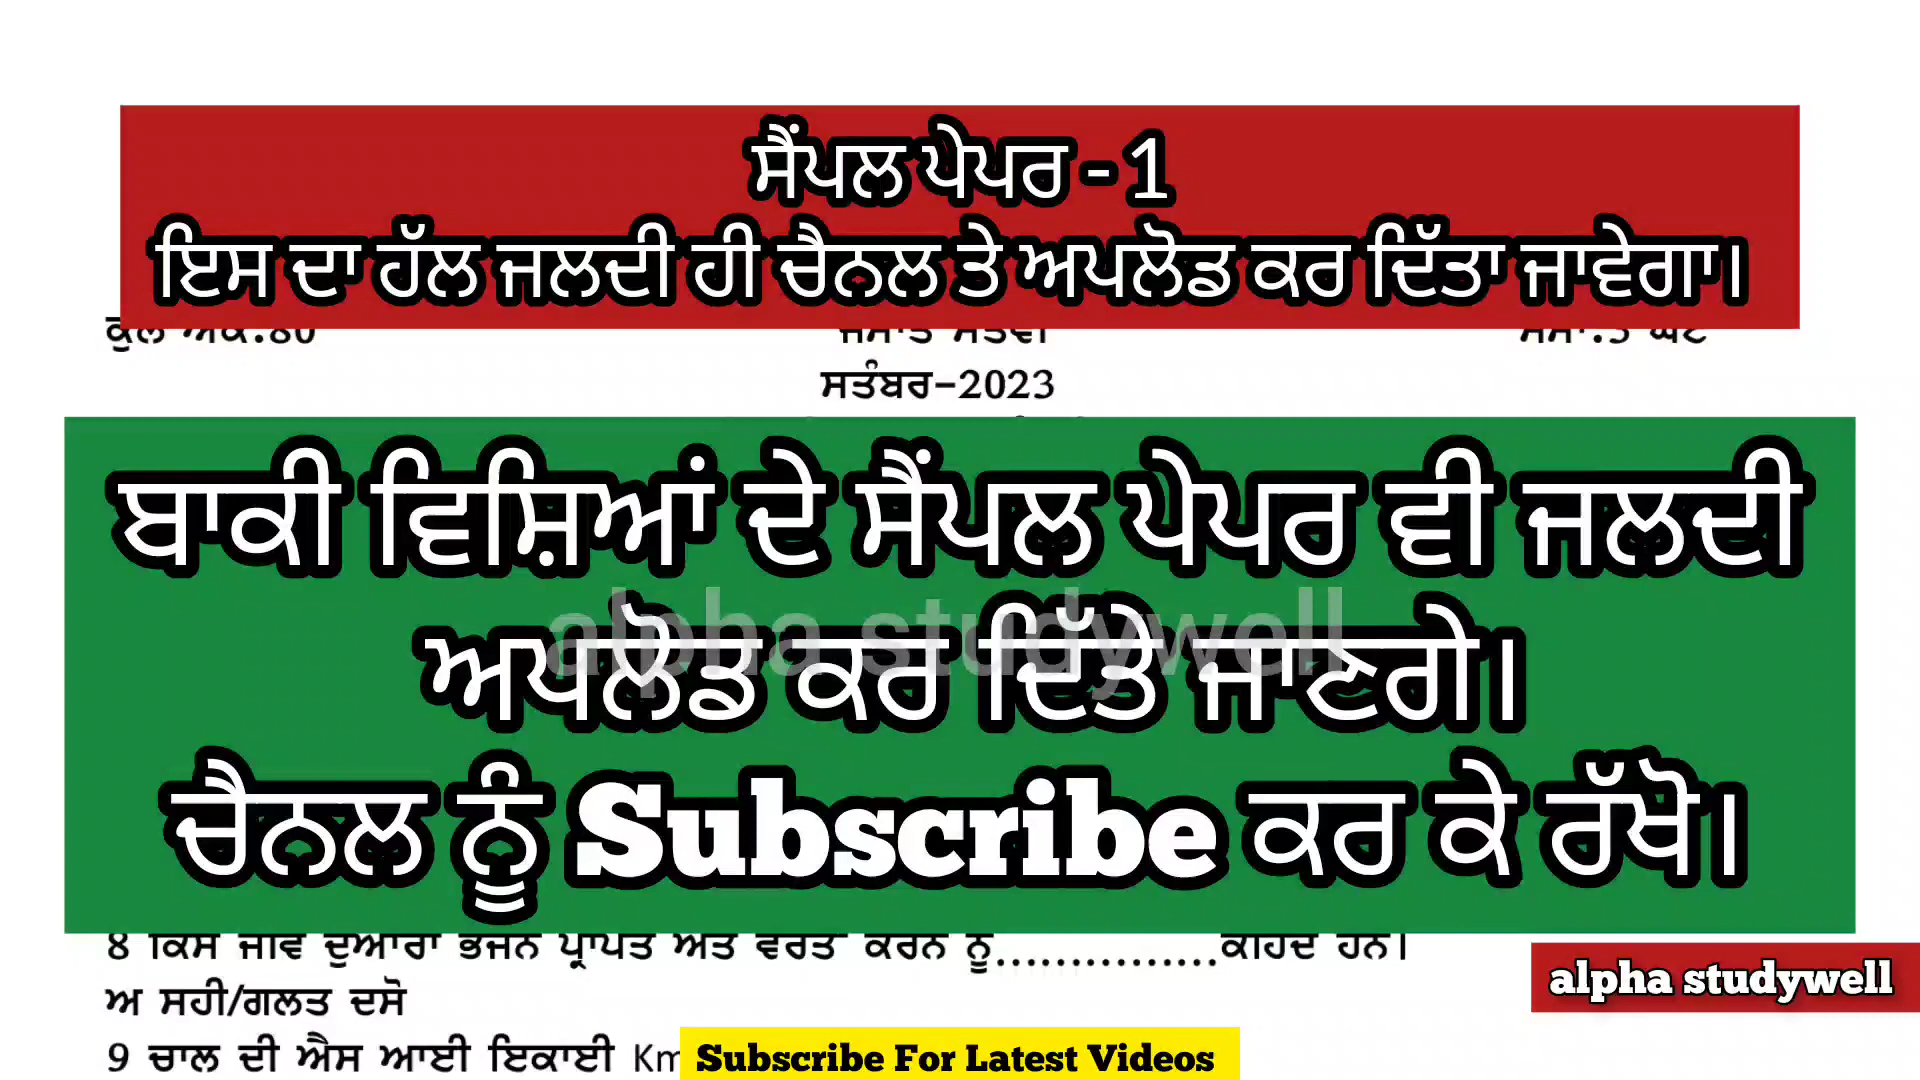 ਸੈਂਪਲ ਪੇਪਰ - 1
ਇਸ ਦਾ ਹੱਲ ਜਲਦੀ ਹੀ ਚੈਨਲ ਤੇ ਅਪਲੋਡ ਕਰ ਦਿੱਤਾ ਜਾਵੇਗਾ।
ਸਤੰਬਰ–2023
ਬਾਕੀ ਵਿਸ਼ਿਆਂ ਦੇ ਸੈਂਪਲ ਪੇਪਰ ਵੀ ਜਲਦੀ
ਅਪਲੋਡ ਕਰ ਦਿੱਤੇ ਜਾਣਗੇ।
alpha studywell
ਚੈਨਲ ਨੂੰ Subscribe ਕਰ ਕੇ ਰੱਖੋ।
8 ਕਿਸੇ ਜੀਵ ਦੁਆਰਾ ਭੋਜਨ ਪ੍ਰਾਪਤ ਅਤੇ ਵਰਤੋਂ ਕਰਨ ਨੂੰ...............ਕਹਿੰਦੇ ਹਨ।
ਅ ਸਹੀ/ਗਲਤ ਦਸੋ
9 ਚਾਲ ਦੀ ਐਸ ਆਈ ਇਕਾਈ
alpha studywell
Subscribe For Latest Videos